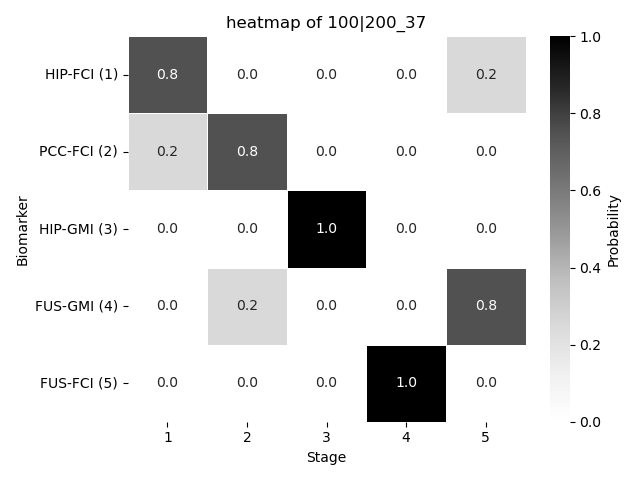 heatmap of 100|200_37
HIP-FCI (1) 0.8 0.0 0.0 0.0 0.2
PCC-FCI (2) 0.2 0.8 0.0 0.0 0.0
HIP-GMI (3) 0.0 0.0 1.0 0.0 0.0
FUS-GMI (4) 0.0 0.2 0.0 0.0 0.8
FUS-FCI (5) 0.0 0.0 0.0 1.0 0.0
1 2 3 4 5
Stage
Biomarker
1.0
0.8
0.6
0.4
0.2
0.0
Probability